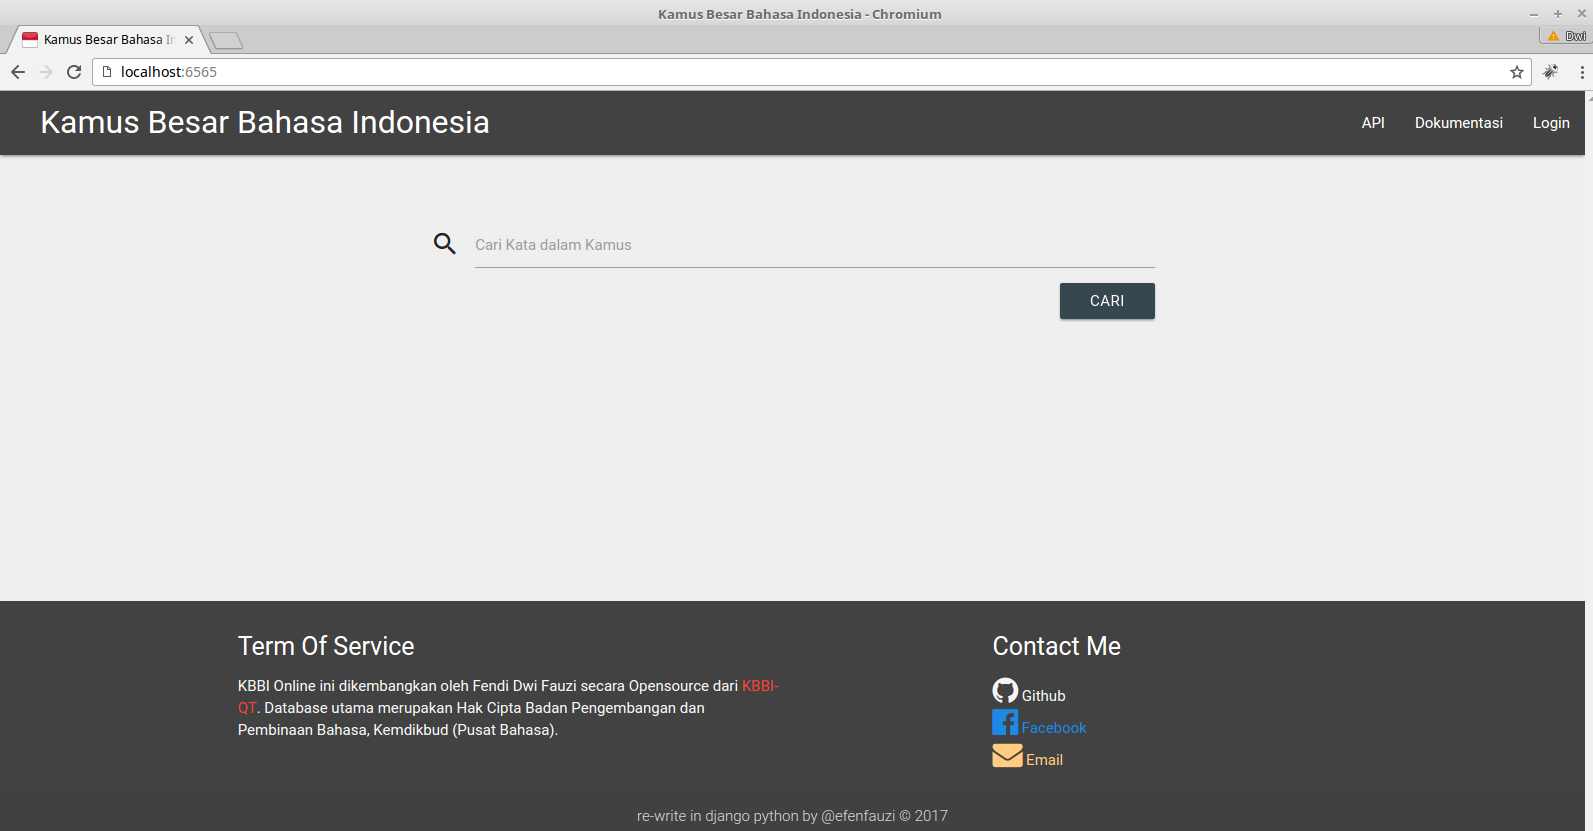 Kamus Besar Bahasa Indonesia - Chromium
Kamus Besar Bahasa In
Dwi
localhost:6565
Kamus Besar Bahasa Indonesia
API Dokumentasi Login
Cari Kata dalam Kamus
CARI
Term Of Service
KBBI Online ini dikembangkan oleh Fendi Dwi Fauzi secara Opensource dari KBBI-
QT. Database utama merupakan Hak Cipta Badan Pengembangan dan
Pembinaan Bahasa, Kemdikbud (Pusat Bahasa).
Contact Me
Github
Facebook
Email
re-write in django python by @efenfauzi © 2017